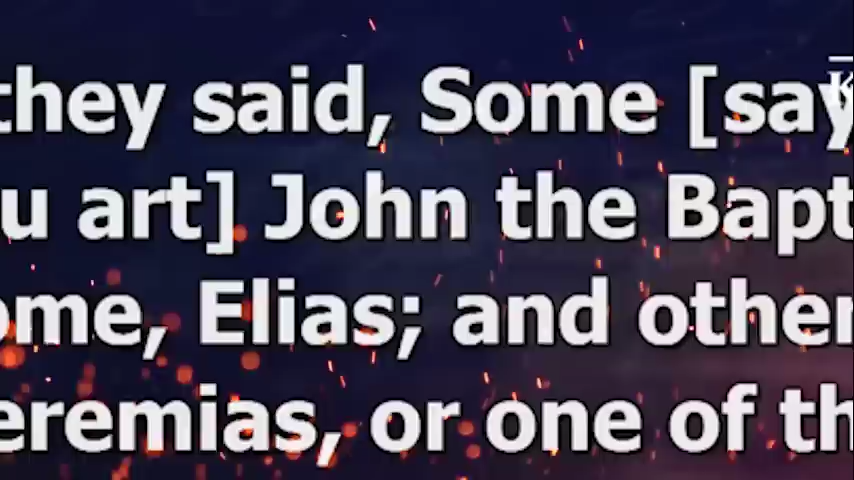 they said, Some [say
u art] John the Bapt
ome, Elias; and other
eremias, or one of th